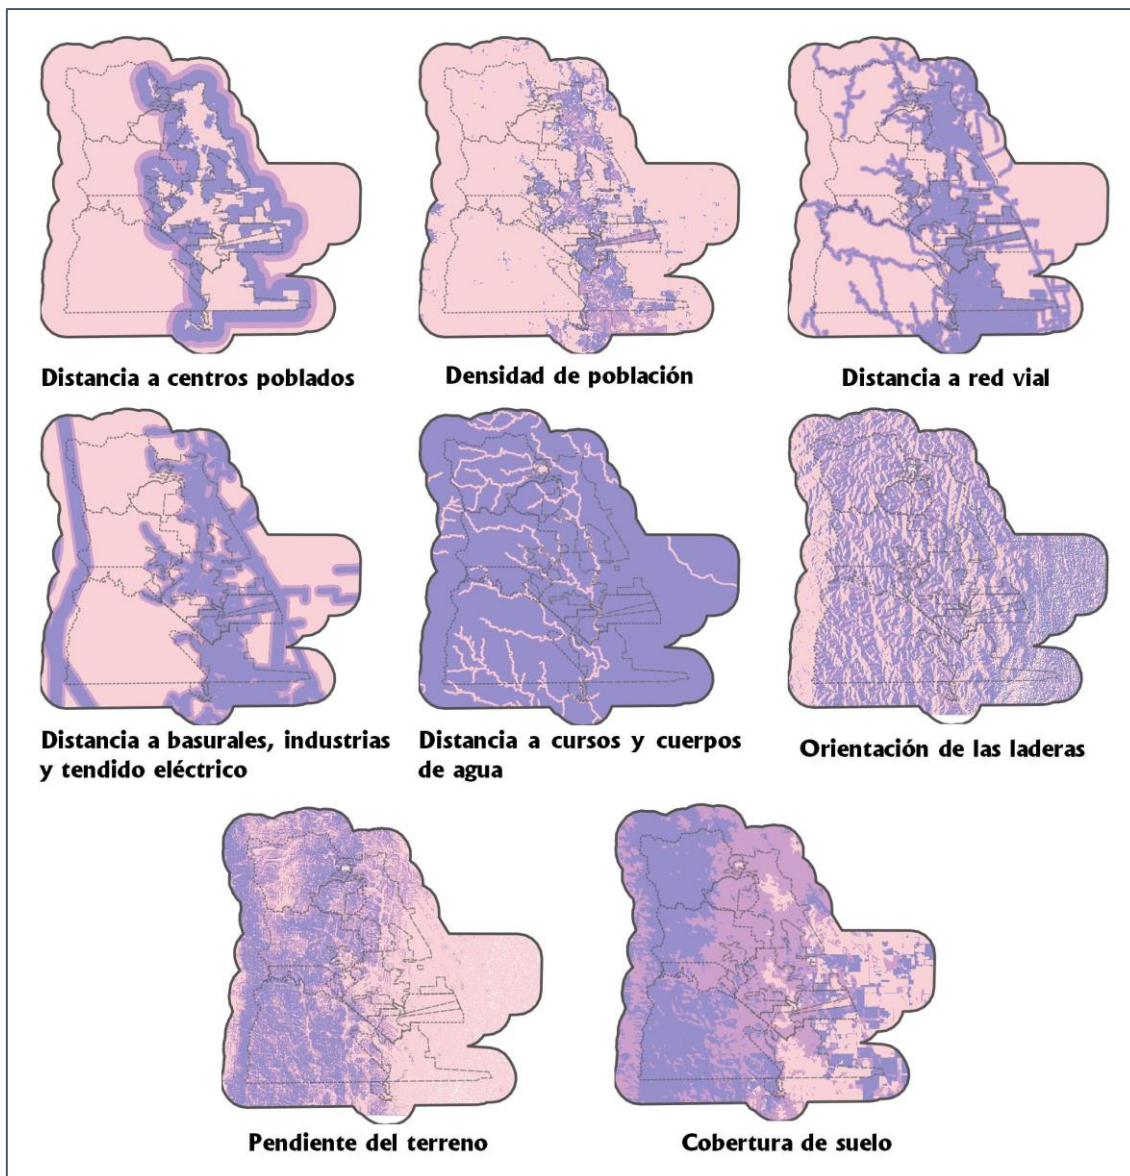 Distancia a centros poblados
Densidad de población
Distancia a red vial
Distancia a basurales, industrias
y tendido eléctrico
Distancia a cursos y cuerpos
de agua
Orientación de las laderas
Pendiente del terreno
Cobertura de suelo